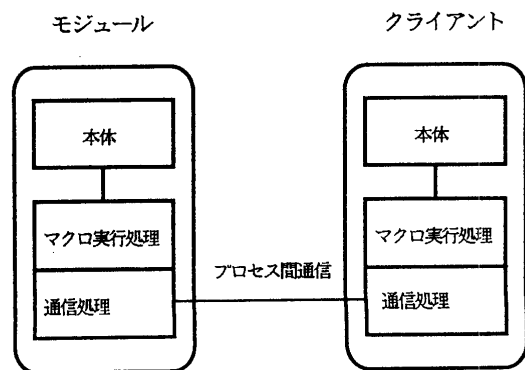 モジュール
クライアント
本体
本体
マクロ実行処理
マクロ実行処理
プロセス間通信
通信処理
通信処理